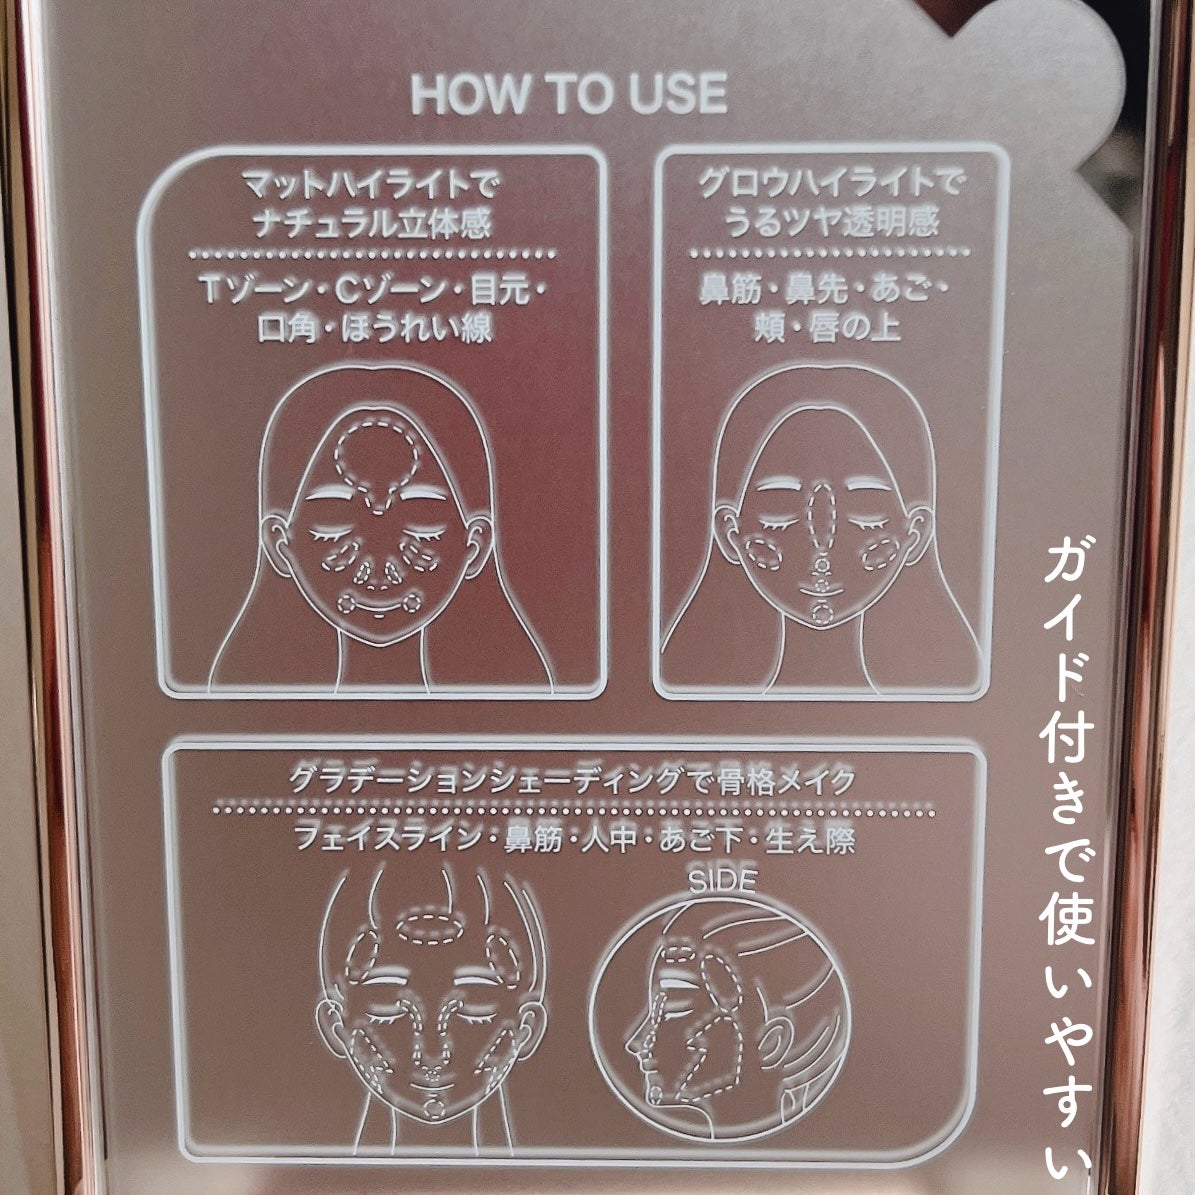 HOW TO USE
マットハイライトで
ナチュラル立体感
Tゾーン・Cゾーン・目元・
口角・ほうれい線
グロウハイライトで
うるツヤ透明感
鼻筋・鼻先・あご・
頬・唇の上
グラデーションシェーディングで骨格メイク
フェイスライン・鼻筋・人中・あご下・生え際
SIDE
ガイド付きで使いやすい